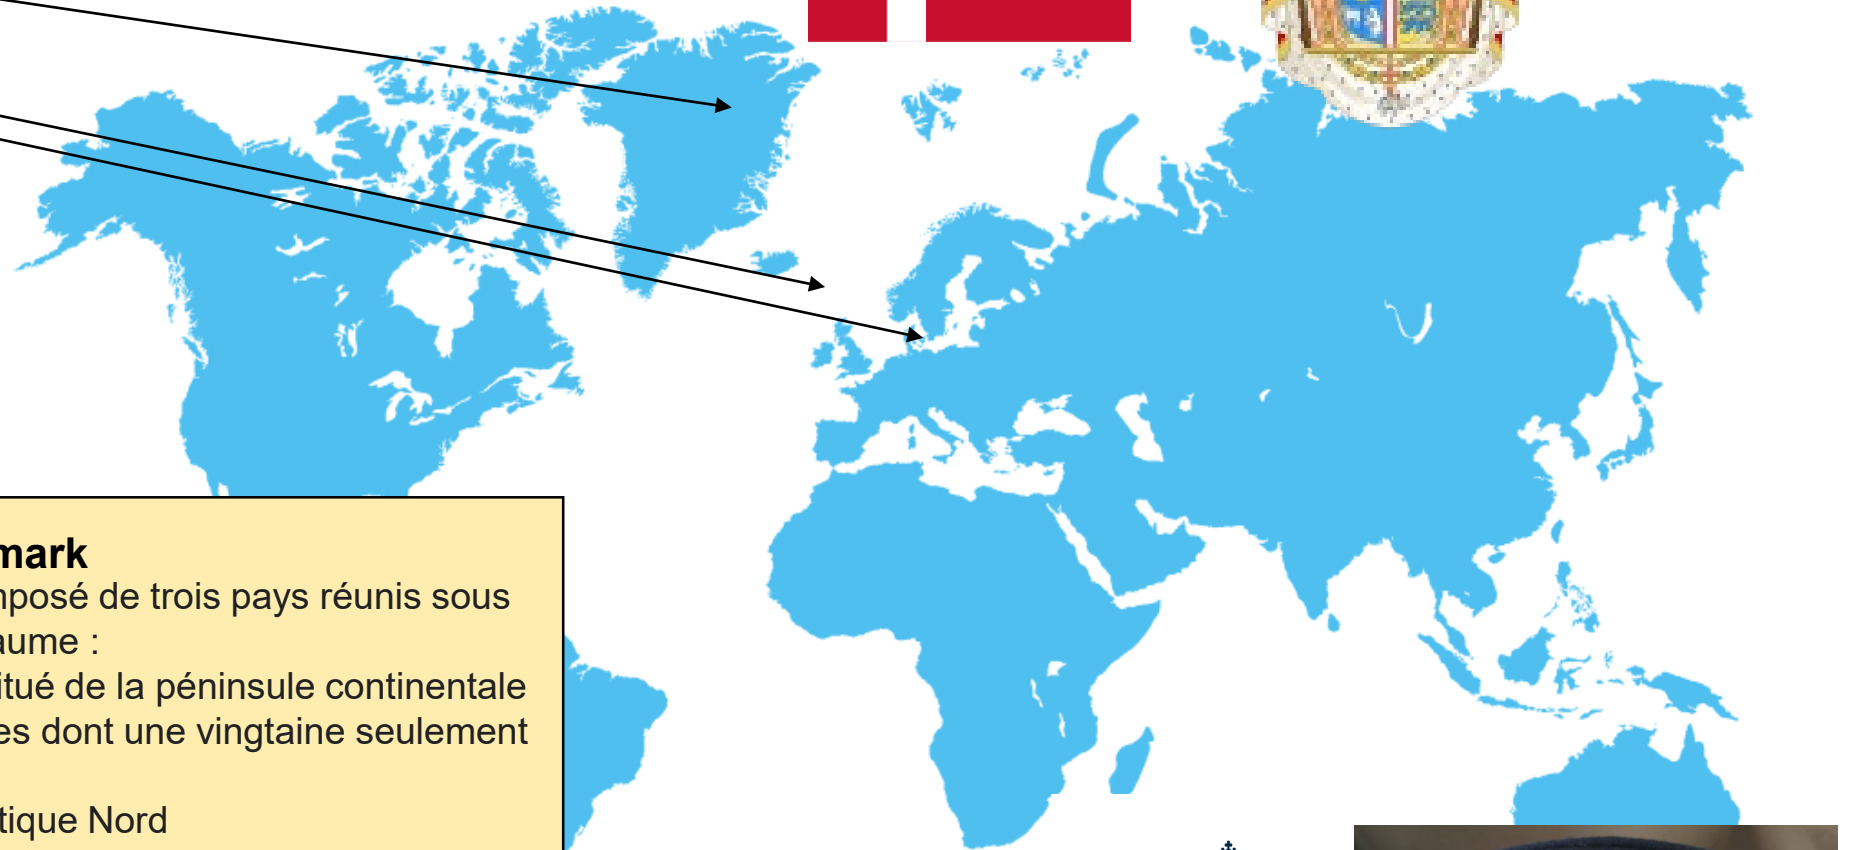 mark
mposé de trois pays réunis sous
aume :
itué de la péninsule continentale
es dont une vingtaine seulement
tique Nord